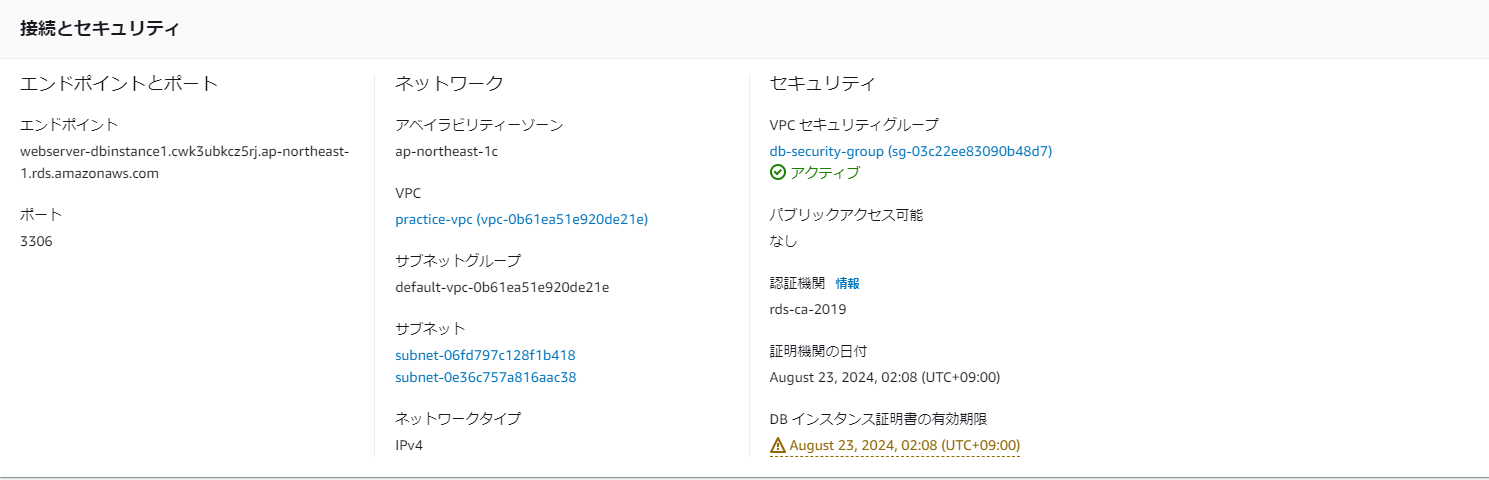 接続とセキュリティ
エンドポイントとポート
エンドポイント
webserver-dbinstance1.cwk3ubkcz5rj.ap-northeast-
1.rds.amazonaws.com
ポート
3306
ネットワーク
アベイラビリティーゾーン
ap-northeast-1c
VPC
practice-vpc (vpc-0b61ea51e920de21e)
サブネットグループ
default-vpc-0b61ea51e920de21e
サブネット
subnet-06fd797c128f1b418
subnet-0e36c757a816aac38
ネットワークタイプ
IPv4
セキュリティ
VPC セキュリティグループ
db-security-group (sg-03c22ee83090b48d7)
アクティブ
パブリックアクセス可能
なし
認証機関 情報
rds-ca-2019
証明機関の日付
August 23, 2024, 02:08 (UTC+09:00)
DB インスタンス証明書の有効期限
August 23, 2024, 02:08 (UTC+09:00)